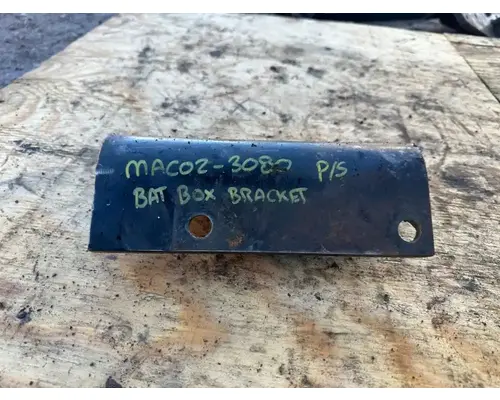 MAC02-3080 P/S
BAT BOX BRACKET